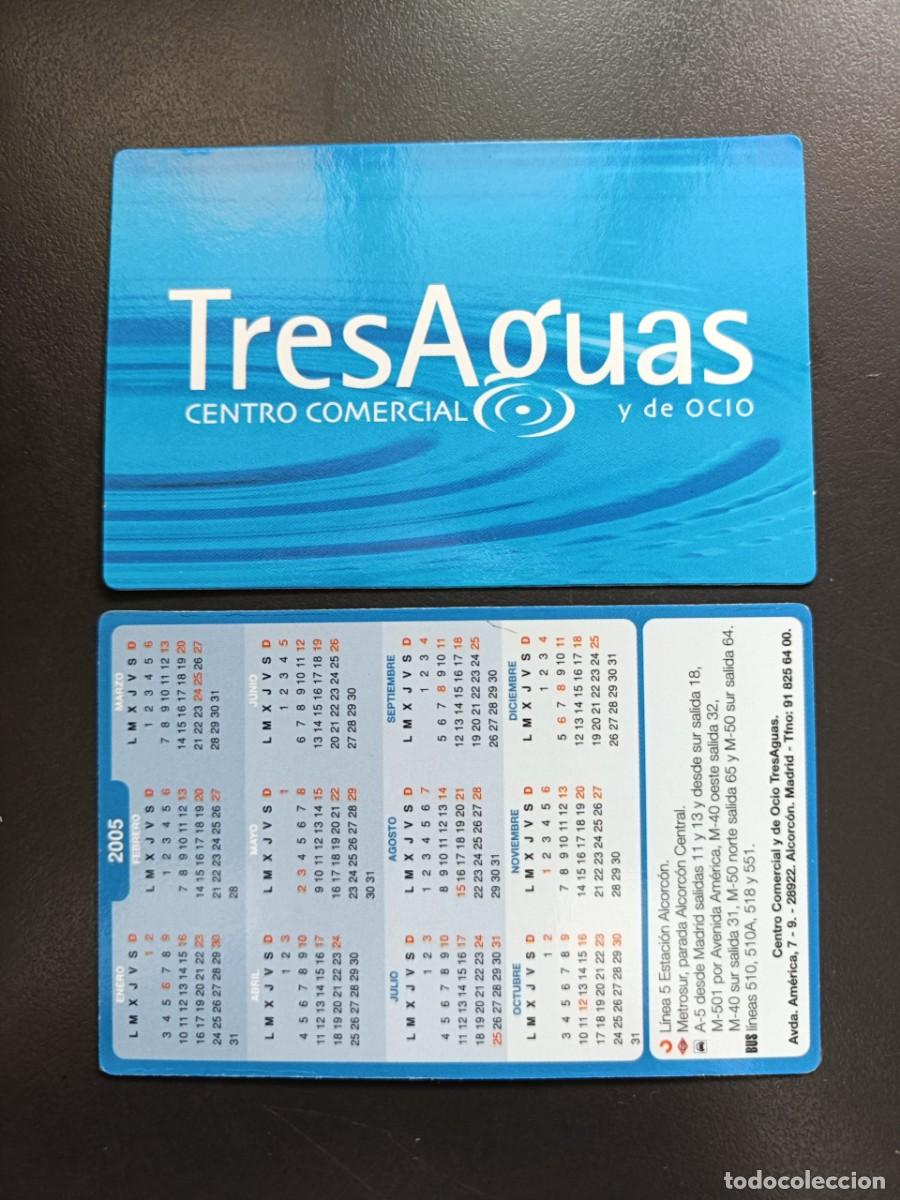 TresAguas
CENTRO COMERCIAL y de OCIO
2005
ENERO
L M X J V S D
1 2
3 4 5 6 7 8 9
10 11 12 13 14 15 16
16 17 19 20 21 22 23
24 25 26 27 28 29 30
31
FEBRERO
L M X J V S D
1 2 3 4 5 6
7 8 9 10 11 12 13
14 15 16 17 18 19 20
21 22 23 24 25 26 27
28
MARZO
L M X J V S D
1 2 3 4 5 6
7 8 9 10 11 12 13
14 15 16 17 18 19 20
21 22 23 24 25 26 27
28 29 30 31
ABRIL
L M X J V S D
1 2 3
4 5 6 7 8 9 10
11 12 13 14 15 16 17
18 19 20 21 22 23 24
25 26 27 28 29 30
MAYO
L M X J V S D
1
2 3 4 5 6 7 8
9 10 11 12 13 14 15
16 17 18 19 20 21 22
23 24 25 26 27 28 29
30 31
JUNIO
L M X J V S D
1 2 3 4 5
6 7 8 9 10 11 12
13 14 15 16 17 18 19
20 21 22 23 24 25 26
27 28 29 30
JULIO
L M X J V S D
1 2 3
4 5 6 7 8 9 10
11 12 13 14 15 16 17
18 19 20 21 22 23 24
25 26 27 28 29 30 31
AGOSTO
L M X J V S D
1 2 3 4 5 6 7
8 9 10 11 12 13 14
15 16 17 18 19 20 21
22 23 24 25 26 27 28
29 30 31
SEPTIEMBRE
L M X J V S D
1 2 3 4
5 6 7 8 9 10 11
12 13 14 15 16 17 18
19 20 21 22 23 24 25
26 27 28 29 30
OCTUBRE
L M X J V S D
1 2
3 4 5 6 7 8 9
10 11 12 13 14 15 16
17 18 19 20 21 22 23
24 25 26 27 28 29 30
31
NOVIEMBRE
L M X J V S D
1 2 3 4 5 6
7 8 9 10 11 12 13
14 15 16 17 18 19 20
21 22 23 24 25 26 27
28 29 30
DICIEMBRE
L M X J V S D
1 2 3 4
5 6 7 8 9 10 11
12 13 14 15 16 17 18
19 20 21 22 23 24 25
26 27 28 29 30 31
Línea 5 Estación Alcorcón.
Metrosur, parada Alcorcón Central.
A-5 desde Madrid salidas 11 y 13 y desde sur salida 18,
M-501 por Avenida América, M-40 oeste salida 32,
M-40 sur salida 31, M-50 norte salida 65 y M-50 sur salida 64.
BUS líneas 510, 510A, 518 y 551.
Centro Comercial y de Ocio TresAguas.
Avda. América, 7 - 9. - 28922. Alcorcón. Madrid - Tfno: 91 825 64 00.
todocoleccion